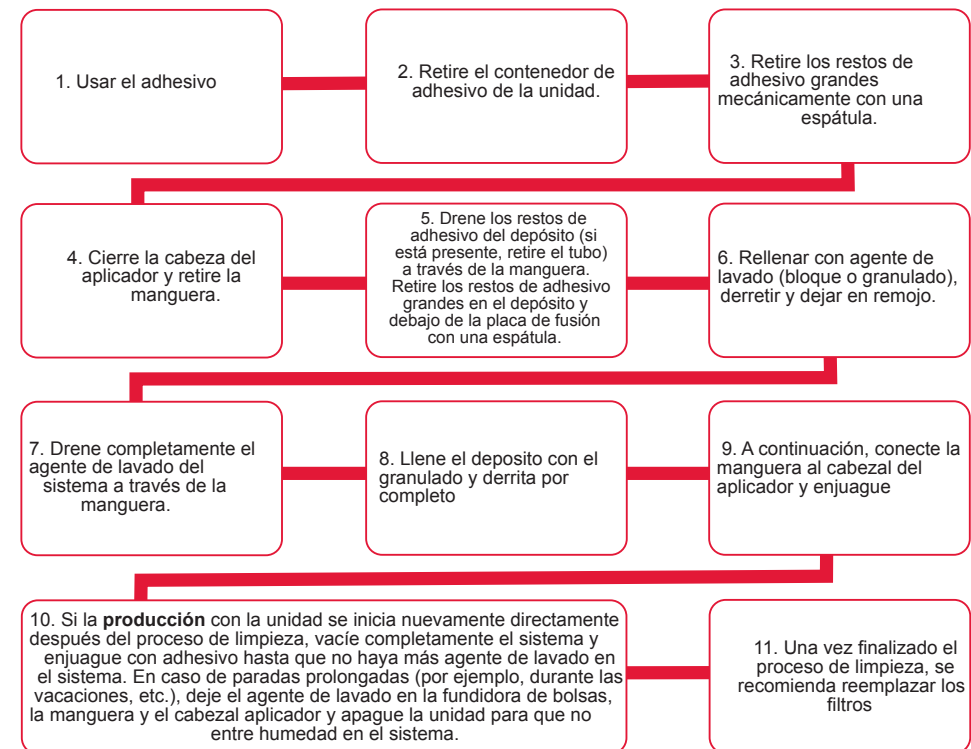 1. Usar el adhesivo
2. Retire el contenedor de
adhesivo de la unidad.
3. Retire los restos de
adhesivo grandes
mecánicamente con una
espátula.
4. Cierre la cabeza del
aplicador y retire la
manguera.
5. Drene los restos de
adhesivo del depósito (si
está presente, retire el tubo)
a través de la manguera.
Retire los restos de adhesivo
grandes en el depósito y
debajo de la placa de fusión
con una espátula.
6. Rellenar con agente de
lavado (bloque o granulado),
derretir y dejar en remojo.
7. Drene completamente el
agente de lavado del
sistema a través de la
manguera.
8. Llene el deposito con el
granulado y derrita por
completo
9. A continuación, conecte la
manguera al cabezal del
aplicador y enjuague
10. Si la producción con la unidad se inicia nuevamente directamente
después del proceso de limpieza, vacíe completamente el sistema y
enjuague con adhesivo hasta que no haya más agente de lavado en
el sistema. En caso de paradas prolongadas (por ejemplo, durante las
vacaciones, etc.), deje el agente de lavado en la fundidora de bolsas,
la manguera y el cabezal aplicador y apague la unidad para que no
entre humedad en el sistema.
11. Una vez finalizado el
proceso de limpieza, se
recomienda reemplazar los
filtros